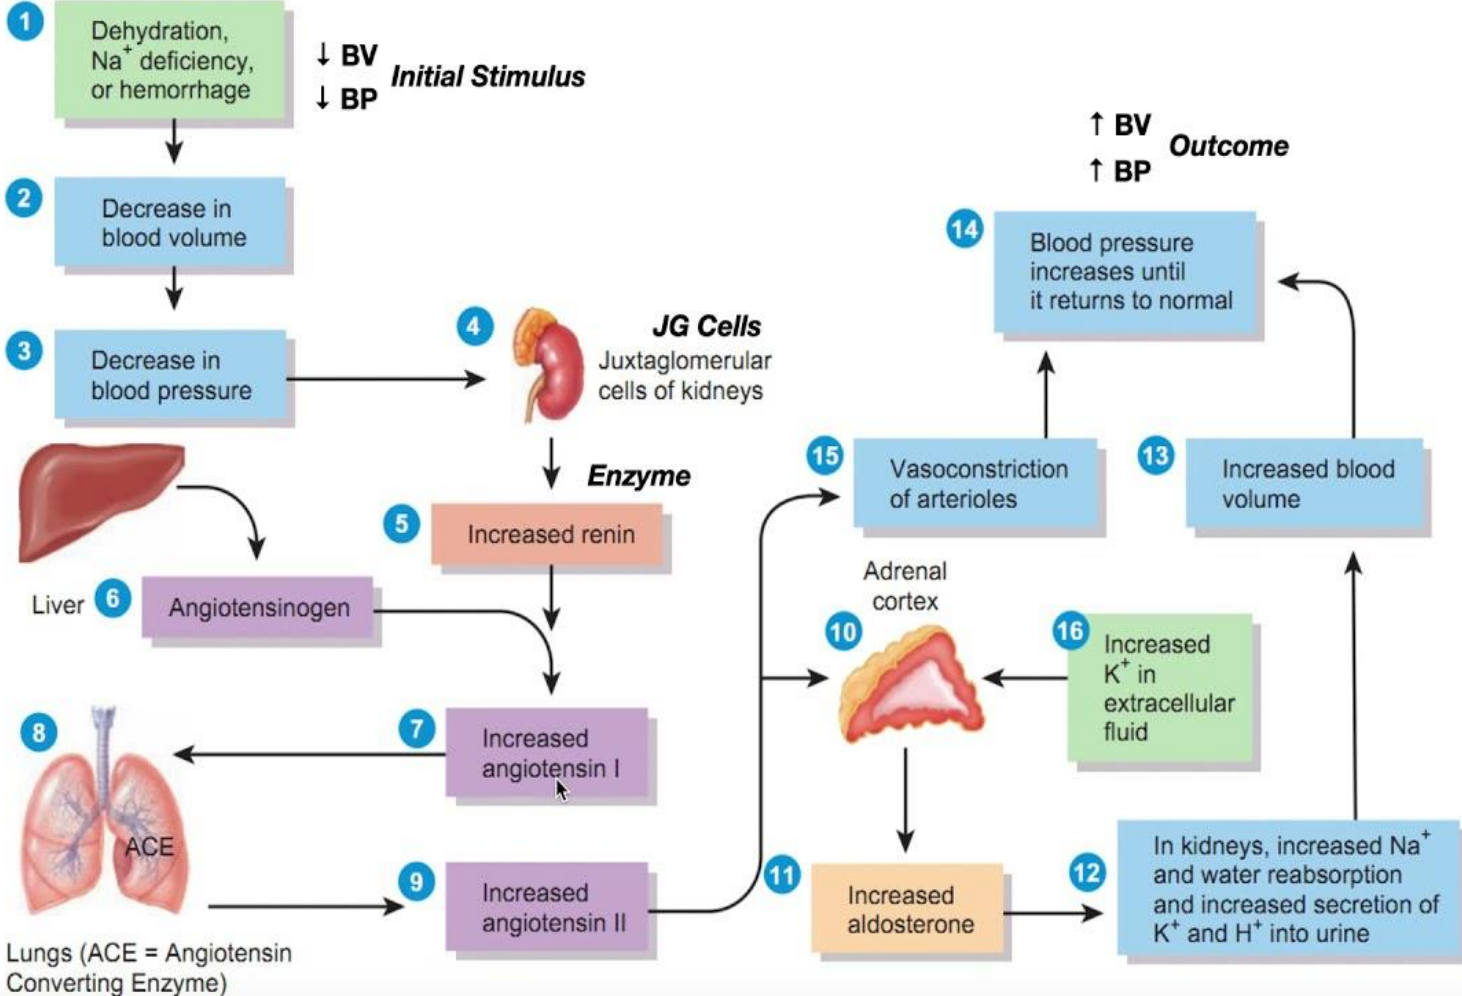 1
Dehydration,
Na+ deficiency,
or hemorrhage
↓ BV
↓ BP
Initial Stimulus
2
Decrease in
blood volume
3
Decrease in
blood pressure
4
JG Cells
Juxtaglomerular
cells of kidneys
Enzyme
5
Increased renin
Liver
6
Angiotensinogen
7
Increased
angiotensin I
8
ACE
Lungs (ACE = Angiotensin
Converting Enzyme)
9
Increased
angiotensin II
Adrenal
cortex
10
11
Increased
aldosterone
12
In kidneys, increased Na+
and water reabsorption
and increased secretion of
K+ and H+ into urine
13
Increased blood
volume
↑ BV
↑ BP
Outcome
14
Blood pressure
increases until
it returns to normal
15
Vasoconstriction
of arterioles
16
Increased
K+ in
extracellular
fluid